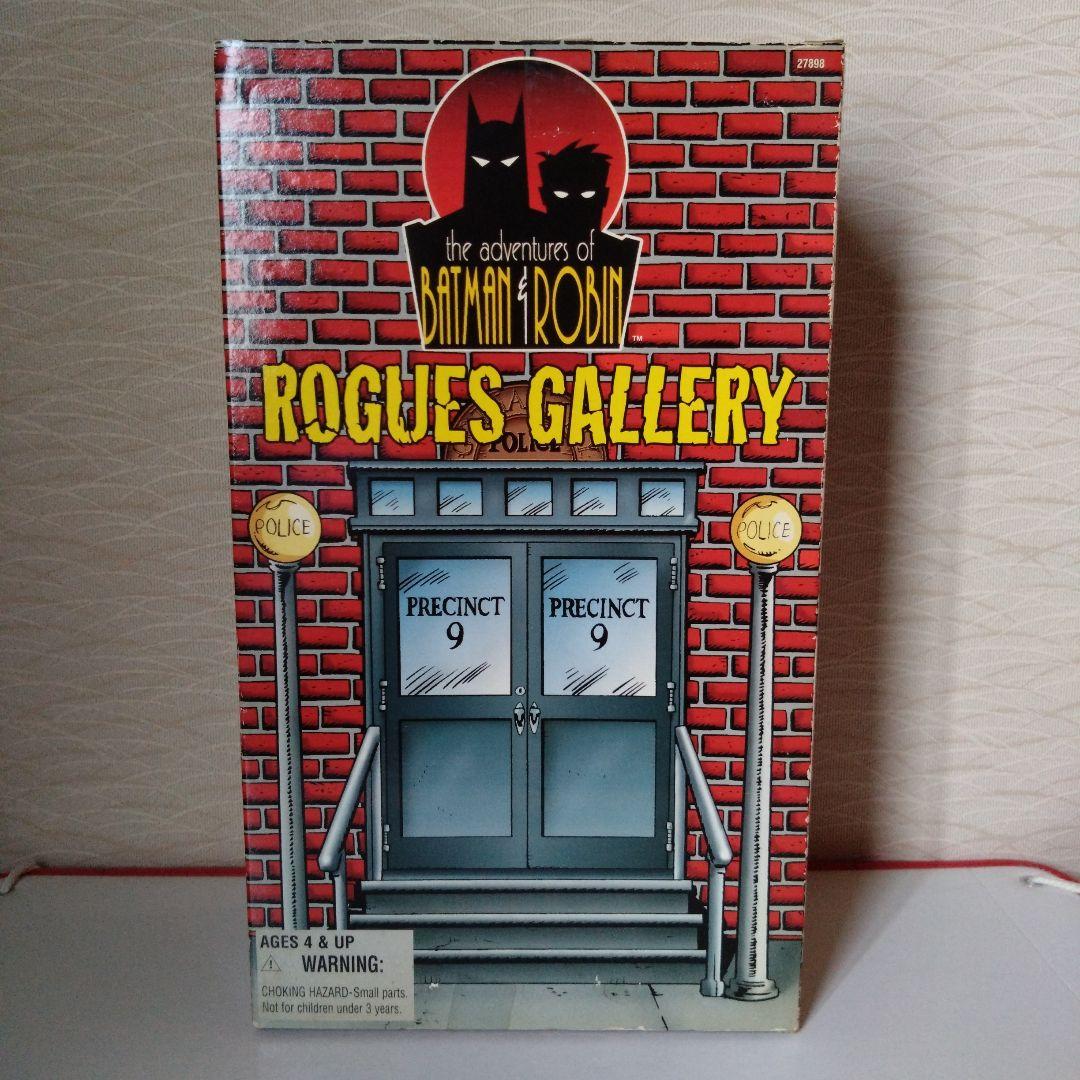 27898
the adventures of
BATMAN & ROBIN
TM
ROGUES GALLERY
POLICE
POLICE
POLICE
PRECINCT
9
PRECINCT
9
AGES 4 & UP
WARNING:
CHOKING HAZARD-Small parts.
Not for children under 3 years.